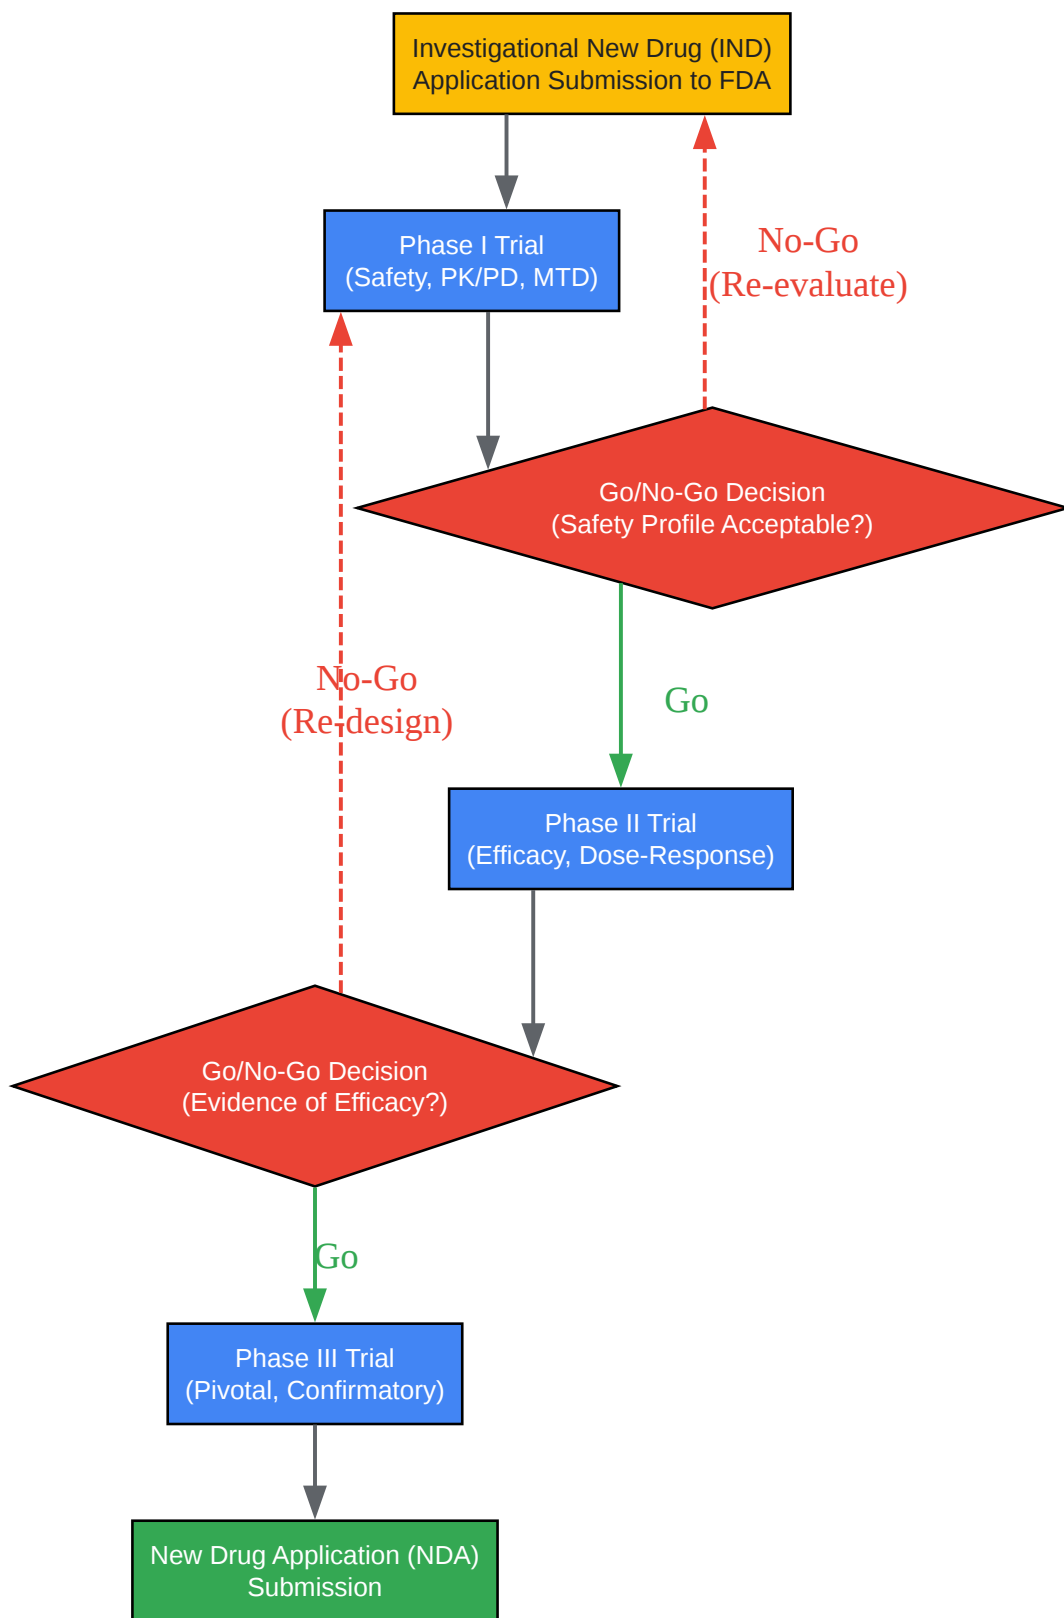 Investigational New Drug (IND)
Application Submission to FDA
Phase I Trial
(Safety, PK/PD, MTD)
No-Go
(Re-evaluate)
Go/No-Go Decision
(Safety Profile Acceptable?)
No-Go
(Re-design)
Go
Phase II Trial
(Efficacy, Dose-Response)
Go/No-Go Decision
(Evidence of Efficacy?)
Go
Phase III Trial
(Pivotal, Confirmatory)
New Drug Application (NDA)
Submission